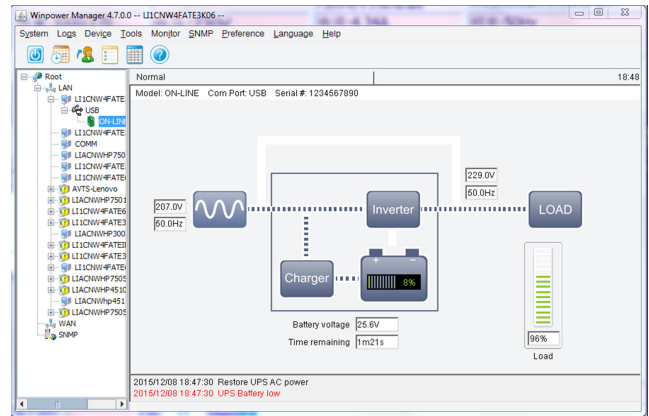 Winpower Manager 4.7.0.0 -- LI1CNW4FATE3K06 --
System Logs Device Tools Monitor SNMP Preference Language Help
Root
LAN
LI1CNW4FATE
USB
ON-LINE
LI1CNW4FATE
COMM
LIACNWHP750
LI1CNW4FATE
LI1CNW4FATE
AVTS-Lenovo
LIACNWHP7501
LI1CNW4FATE6
LI1CNW4FATE3
LIACNWHP300
LI1CNW4FATEII
LI1CNW4FATE3
LI1CNW4FATE
LIACNWHP7505
LIACNWHP4510
LIACNWhp451
LIACNWHP7505
WAN
SNMP
Normal
18:48
Model: ON-LINE Com Port: USB Serial #: 1234567890
229.0V
50.0Hz
207.0V
50.0Hz
Inverter
LOAD
Charger
+ −
8%
Battery voltage 25.6V
Time remaining 1m21s
96%
Load
2015/12/08 18:47:30 Restore UPS AC power
2015/12/08 18:47:30 UPS Battery low